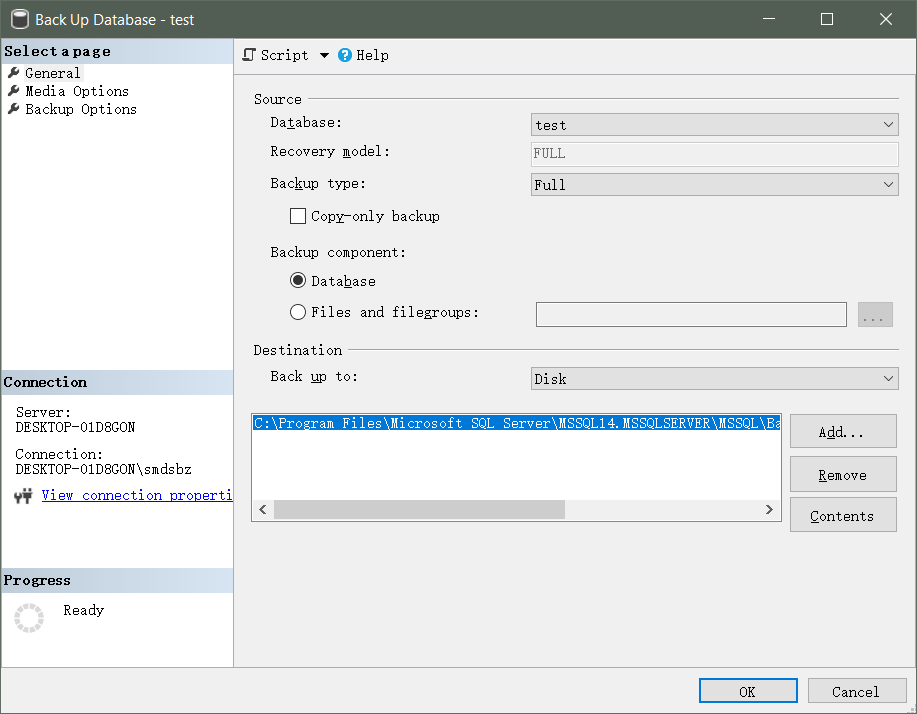 Back Up Database - test
Select a page
General
Media Options
Backup Options
Script
Help
Source
Database:
test
Recovery model:
FULL
Backup type:
Full
Copy-only backup
Backup component:
Database
Files and filegroups:
...
Destination
Back up to:
Disk
C:\Program Files\Microsoft SQL Server\MSSQL14.MSSQLSERVER\MSSQL\Ba
Add...
Remove
Contents
Connection
Server:
DESKTOP-01D8GON
Connection:
DESKTOP-01D8GON\smdsbz
View connection properti
Progress
Ready
OK
Cancel